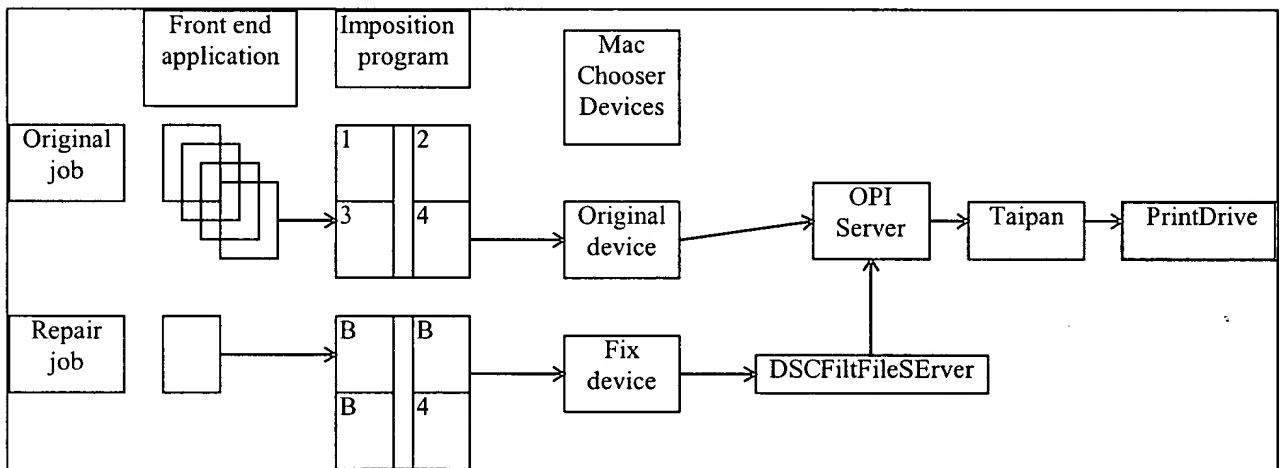 Front end
application
Imposition
program
Mac
Chooser
Devices
Original
job
1
2
3
4
Original
device
OPI
Server
Taipan
PrintDrive
Repair
job
B
B
B
4
Fix
device
DSCFiltFileSErver